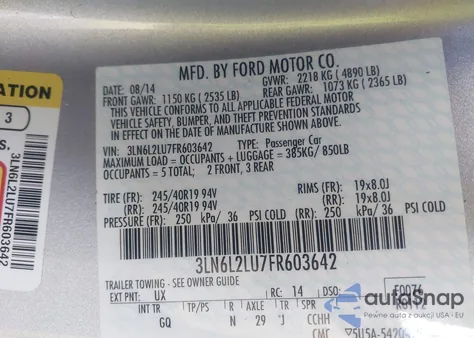 MFD. BY FORD MOTOR CO.
DATE: 08/14 GVWR: 2218 KG ( 4890 LB)
FRONT GAWR: 1150 KG ( 2535 LB) REAR GAWR: 1073 KG ( 2365 LB)
THIS VEHICLE CONFORMS TO ALL APPLICABLE FEDERAL MOTOR
VEHICLE SAFETY, BUMPER, AND THEFT PREVENTION STANDARDS
IN EFFECT ON THE DATE OF MANUFACTURE SHOWN ABOVE.
VIN: 3LN6L2LU7FR603642 TYPE: Passenger Car
MAXIMUM LOAD = OCCUPANTS + LUGGAGE = 385KG/ 850LB
OCCUPANTS = 5 TOTAL: 2 FRONT, 3 REAR
TIRE (FR): 245/40R19 94V RIMS (FR): 19x8.0J
(RR): 245/40R19 94V (RR): 19x8.0J
PRESSURE (FR): 250 kPa/ 36 PSI COLD (RR): 250 kPa/ 36 PSI COLD
3LN6L2LU7FR603642
TRAILER TOWING - SEE OWNER GUIDE
EXT PNT: UX RC: 14 DSO: F0076
INT TR TP/PS R AXLE TR SPR
GQ N 29 J CCHH
CMC
ATION
3
3LN6L2LU7FR603642
autoSnap
Pewne auta z USA i EU